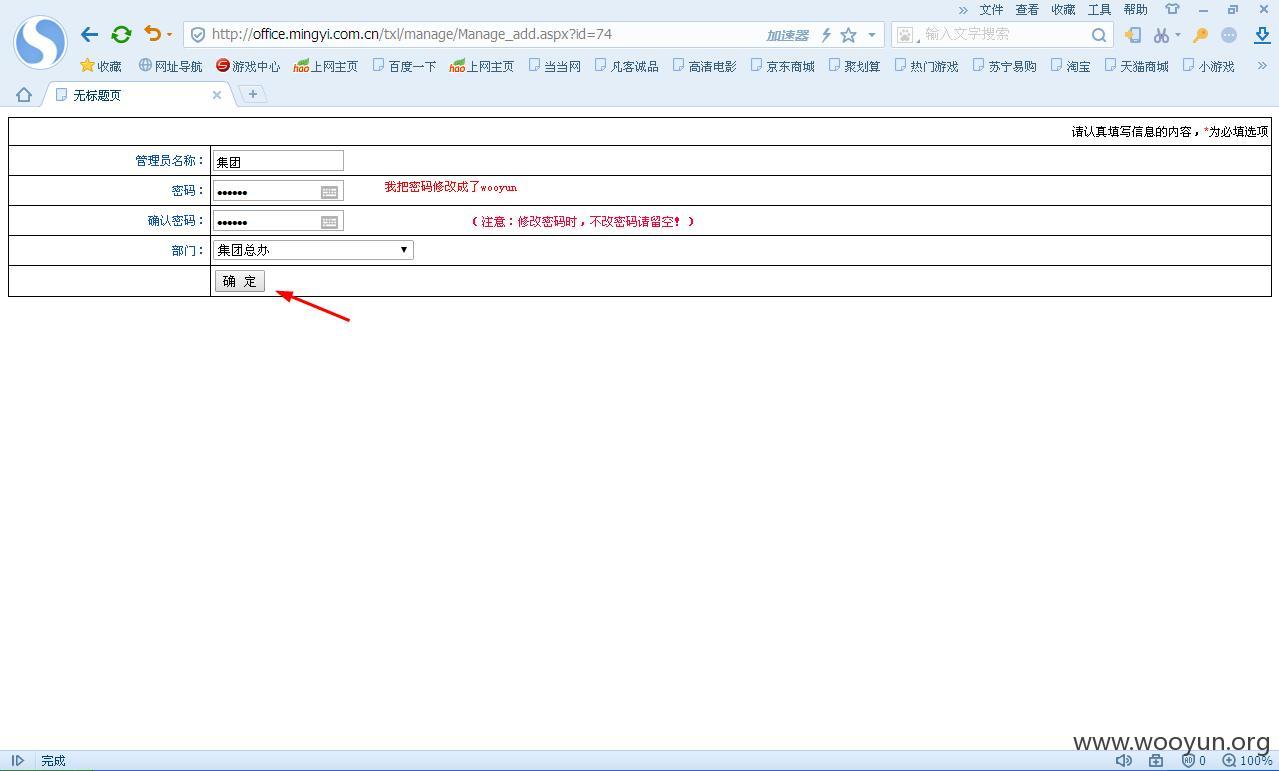 » 文件 查看 收藏 工具 帮助
http://office.mingyi.com.cn/txl/manage/Manage_add.aspx?id=74 加速器 输入文字搜索
收藏 网址导航 游戏中心 hao上网主页 百度一下 hao上网主页 当当网 凡客诚品 高清电影 京东商城 聚划算 热门游戏 苏宁易购 淘宝 天猫商城 小游戏 »
无标题页
请认真填写信息的内容，*为必填选项
管理员名称： 集团
密码： •••••• 我把密码修改成了wooyun
确认密码： •••••• （注意：修改密码时，不改密码请留空！）
部门： 集团总办
确 定
www.wooyun.org
完成 0 100%